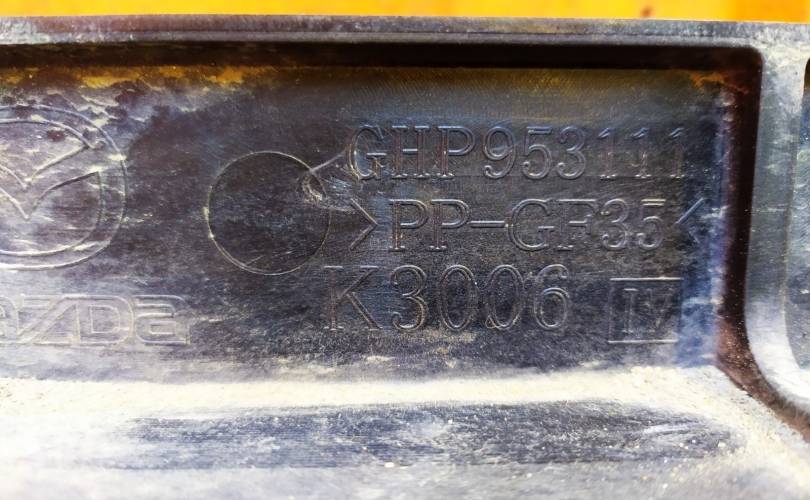 GHP953111
>PP-GF35<
K3006
mazda